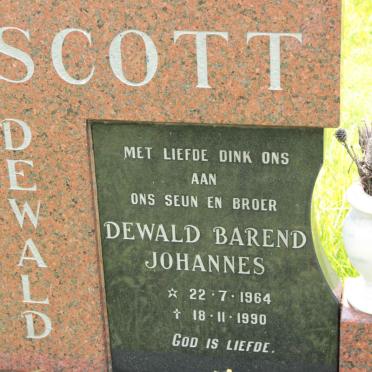 SCOTT
DEWALD
MET LIEFDE DINK ONS
AAN
ONS SEUN EN BROER
DEWALD BAREND
JOHANNES
☆ 22·7·1964
† 18·11·1990
GOD IS LIEFDE.